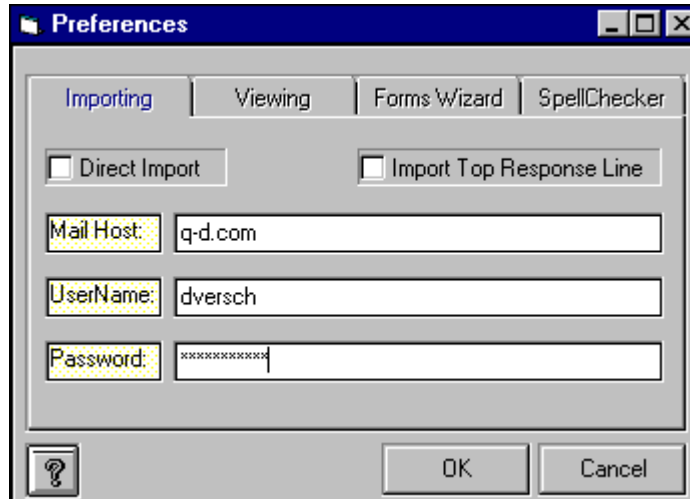 Preferences
Importing Viewing Forms Wizard SpellChecker
Direct Import Import Top Response Line
Mail Host: q-d.com
UserName: dversch
Password: ***********
? OK Cancel